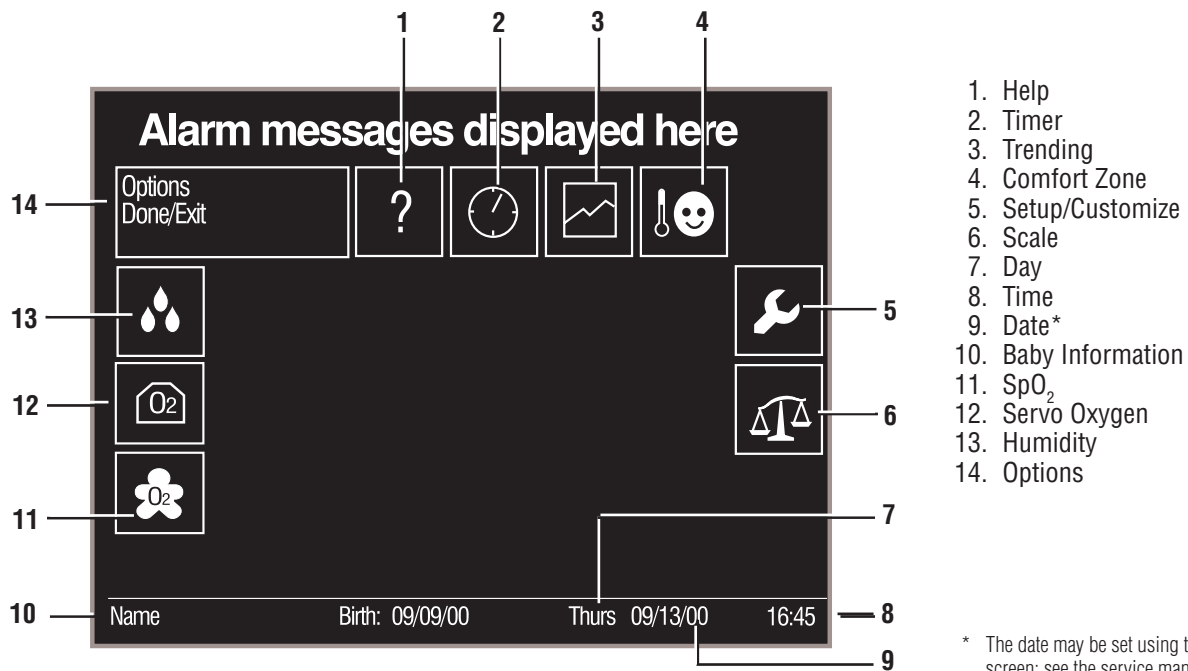 1 2 3 4
Alarm messages displayed here
14
Options
Done/Exit
?
13
5
12
O2
6
11
O2
7
10
Name Birth: 09/09/00 Thurs 09/13/00 16:45
8
9
1. Help
2. Timer
3. Trending
4. Comfort Zone
5. Setup/Customize
6. Scale
7. Day
8. Time
9. Date*
10. Baby Information
11. SpO₂
12. Servo Oxygen
13. Humidity
14. Options
* The date may be set using
screen; see the service